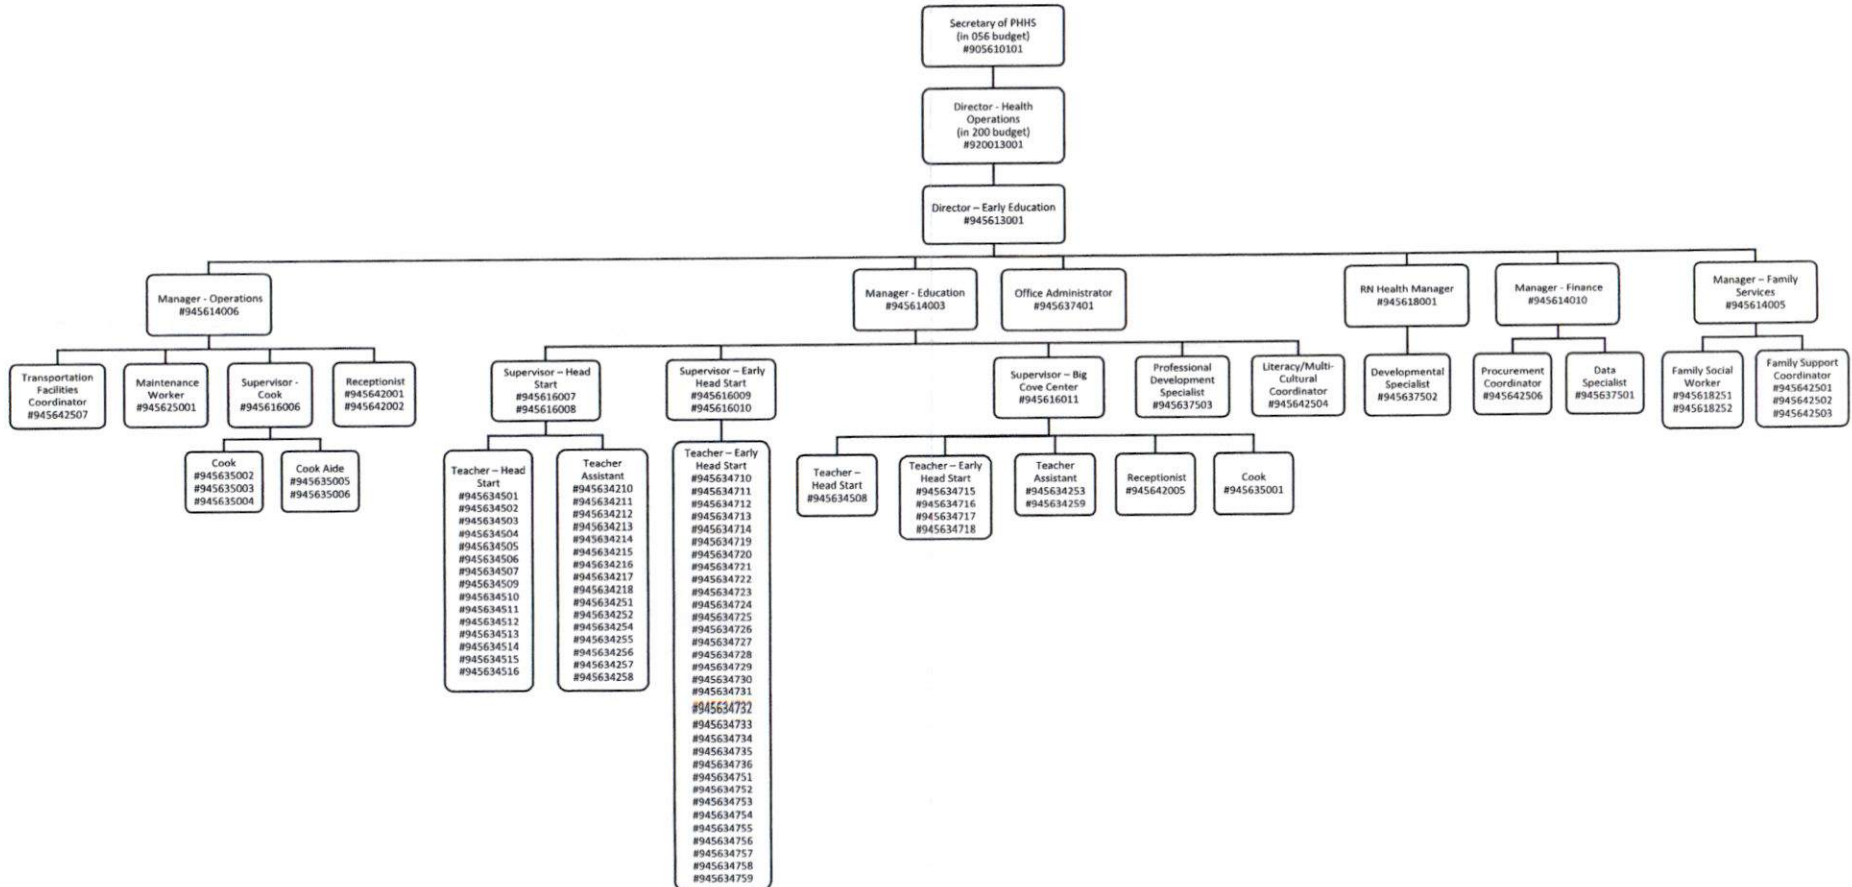 Secretary of PHHS
(in 056 budget)
#905610101
Director - Health
Operations
(in 200 budget)
#920013001
Director – Early Education
#945613001
Manager - Operations
#945614006
Manager - Education
#945614003
Office Administrator
#945637401
RN Health Manager
#945618001
Manager - Finance
#945614010
Manager – Family
Services
#945614005
Transportation
Facilities
Coordinator
#945642507
Maintenance
Worker
#945625001
Supervisor -
Cook
#945616006
Receptionist
#945642001
#945642002
Supervisor – Head
Start
#945616007
#945616008
Supervisor – Early
Head Start
#945616009
#945616010
Supervisor – Big
Cove Center
#945616011
Professional
Development
Specialist
#945637503
Literacy/Multi-
Cultural
Coordinator
#945642504
Developmental
Specialist
#945637502
Procurement
Coordinator
#945642506
Data
Specialist
#945637501
Family Social
Worker
#945618251
#945618252
Family Support
Coordinator
#945642501
#945642502
#945642503
Cook
#945635002
#945635003
#945635004
Cook Aide
#945635005
#945635006
Teacher – Head
Start
#945634501
#945634502
#945634503
#945634504
#945634505
#945634506
#945634507
#945634509
#945634510
#945634511
#945634512
#945634513
#945634514
#945634515
#945634516
Teacher
Assistant
#945634210
#945634211
#945634212
#945634213
#945634214
#945634215
#945634216
#945634217
#945634218
#945634251
#945634252
#945634254
#945634255
#945634256
#945634257
#945634258
Teacher – Early
Head Start
#945634710
#945634711
#945634712
#945634713
#945634714
#945634719
#945634720
#945634721
#945634722
#945634723
#945634724
#945634725
#945634726
#945634727
#945634728
#945634729
#945634730
#945634731
#945634732
#945634733
#945634734
#945634735
#945634736
#945634751
#945634752
#945634753
#945634754
#945634755
#945634756
#945634757
#945634758
#945634759
Teacher –
Head Start
#945634508
Teacher – Early
Head Start
#945634715
#945634716
#945634717
#945634718
Teacher
Assistant
#945634253
#945634259
Receptionist
#945642005
Cook
#945635001